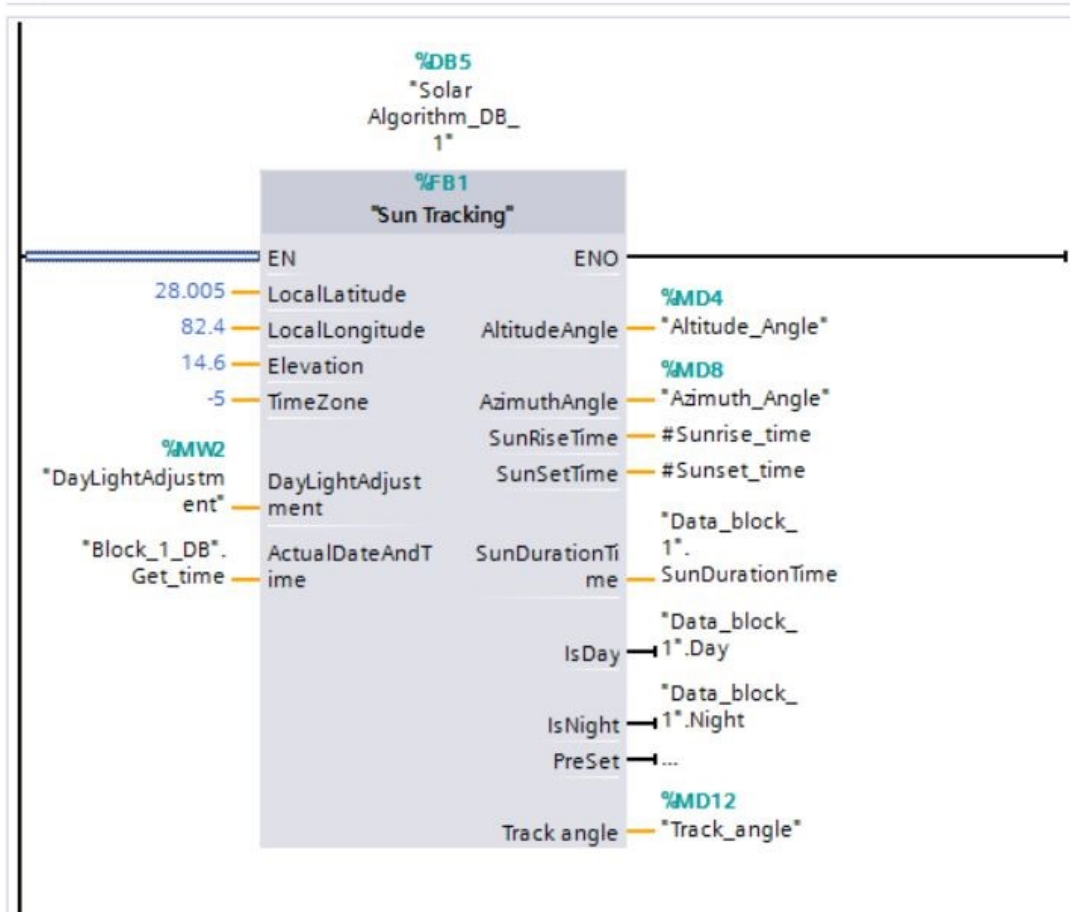 %DB5
"Solar
Algorithm_DB_
1"
%FB1
"Sun Tracking"
EN
ENO
28.005
LocalLatitude
%MD4
82.4
LocalLongitude
AltitudeAngle
"Altitude_Angle"
14.6
Elevation
%MD8
-5
TimeZone
AzimuthAngle
"Azimuth_Angle"
SunRiseTime
#Sunrise_time
%MW2
"DayLightAdjustm
ent"
DayLightAdjust
ment
SunSetTime
#Sunset_time
"Block_1_DB".
Get_time
ActualDateAndT
ime
SunDurationTi
me
"Data_block_
1".
SunDurationTime
IsDay
"Data_block_
1".Day
IsNight
"Data_block_
1".Night
PreSet
...
%MD12
Track angle
"Track_angle"